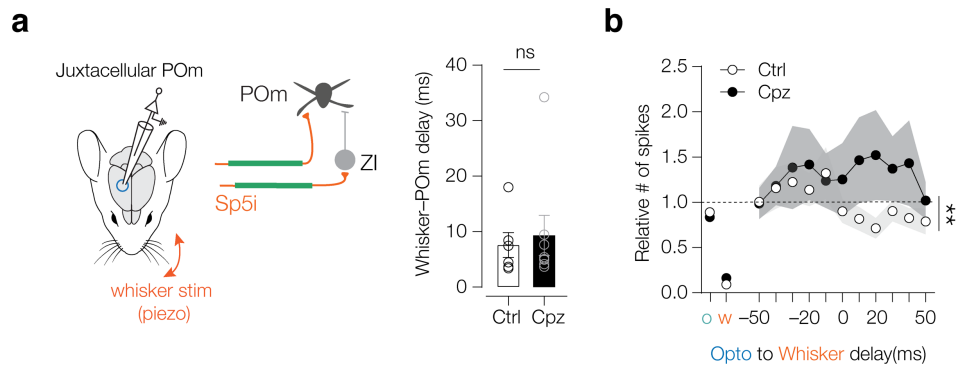 a
Juxtacellular POm
POm
ZI
Sp5i
whisker stim
(piezo)
Whisker–POm delay (ms)
40
30
20
10
0
ns
Ctrl
Cpz
b
Relative # of spikes
2.5
2.0
1.5
1.0
0.5
0.0
Ctrl
Cpz
**
O W –50 –20 0 20 50
Opto to Whisker delay(ms)